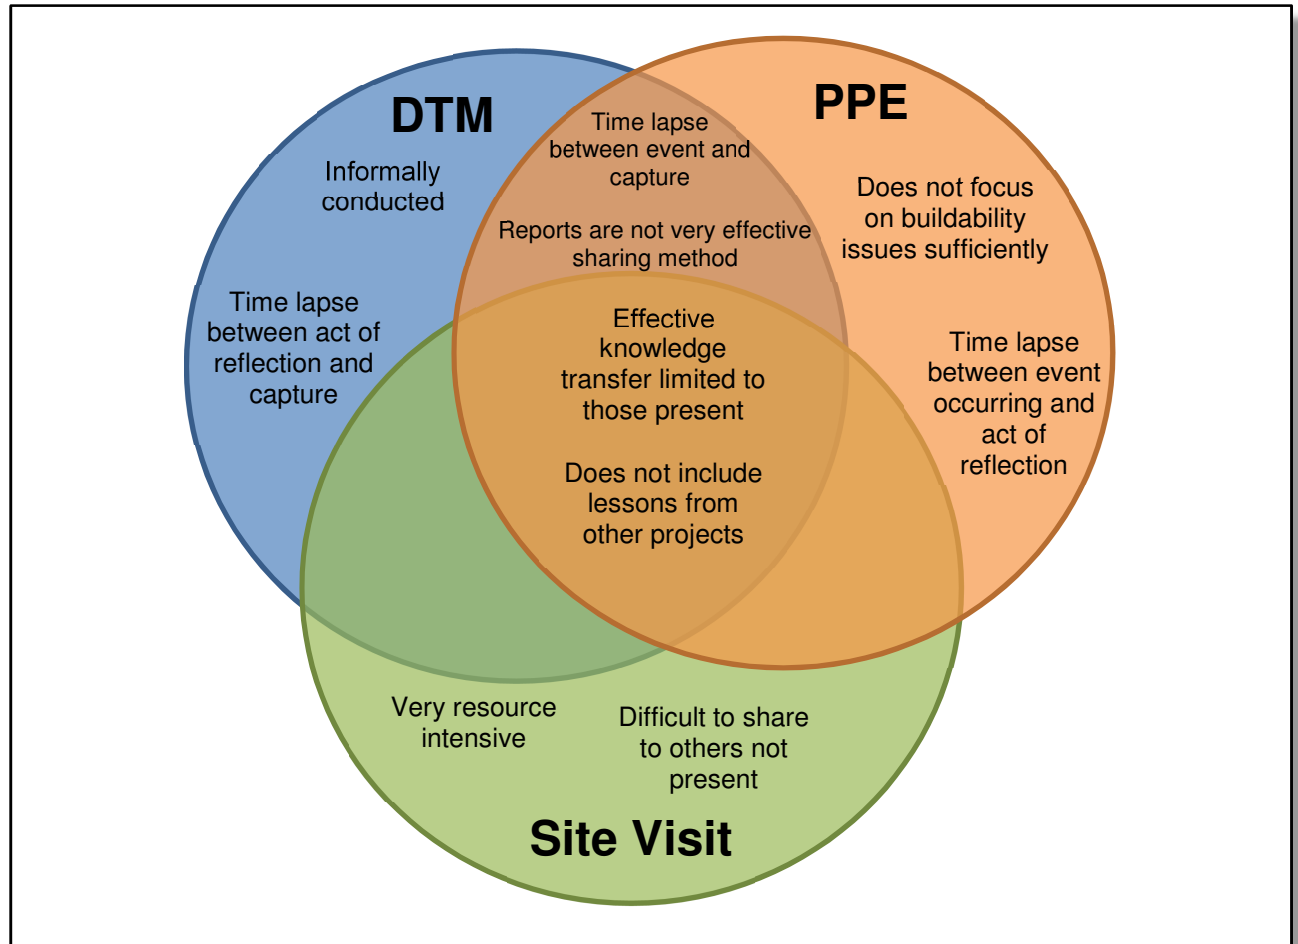 DTM
Informally
conducted
Time lapse
between act of
reflection and
capture
Time lapse
between event and
capture
Reports are not very effective
sharing method
PPE
Does not focus
on buildability
issues sufficiently
Time lapse
between event
occurring and
act of
reflection
Effective
knowledge
transfer limited to
those present
Does not include
lessons from
other projects
Very resource
intensive
Difficult to share
to others not
present
Site Visit